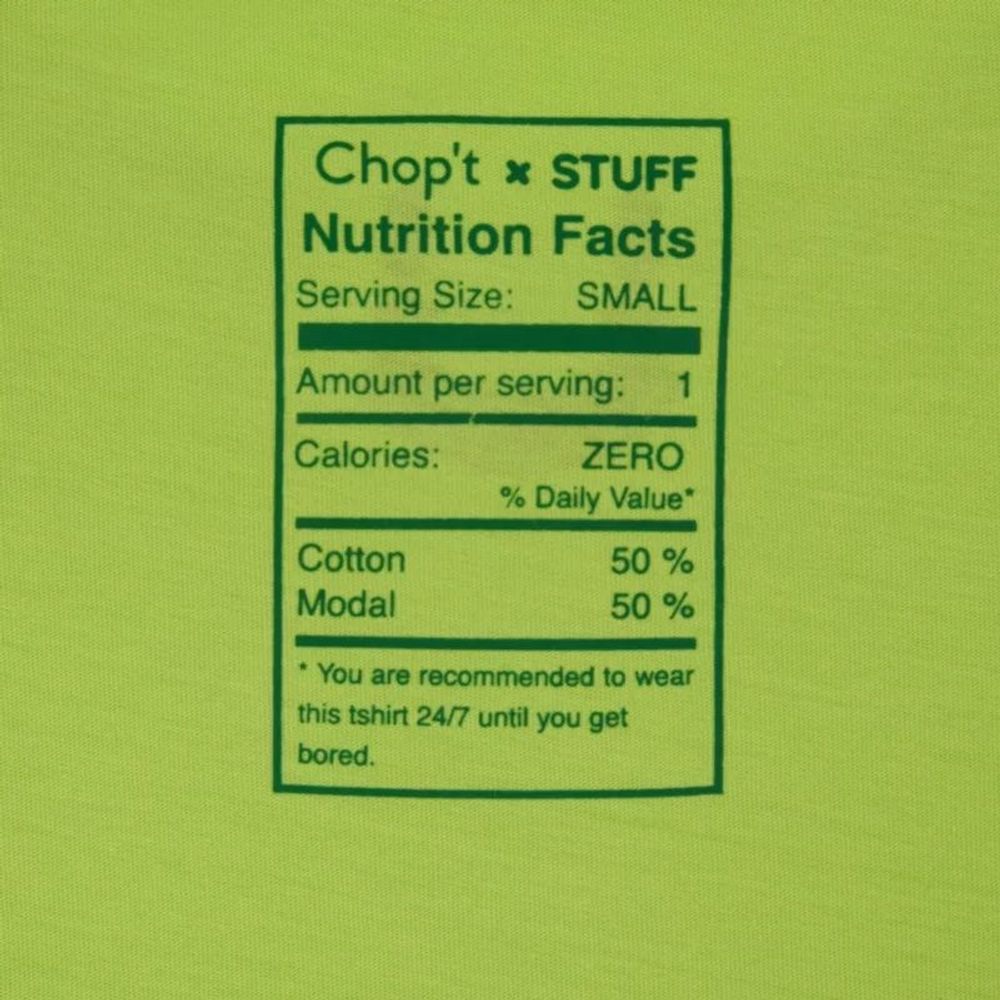 Chop't × STUFF
Nutrition Facts
Serving Size: SMALL
Amount per serving: 1
Calories: ZERO
% Daily Value*
Cotton 50 %
Modal 50 %
* You are recommended to wear
this tshirt 24/7 until you get
bored.